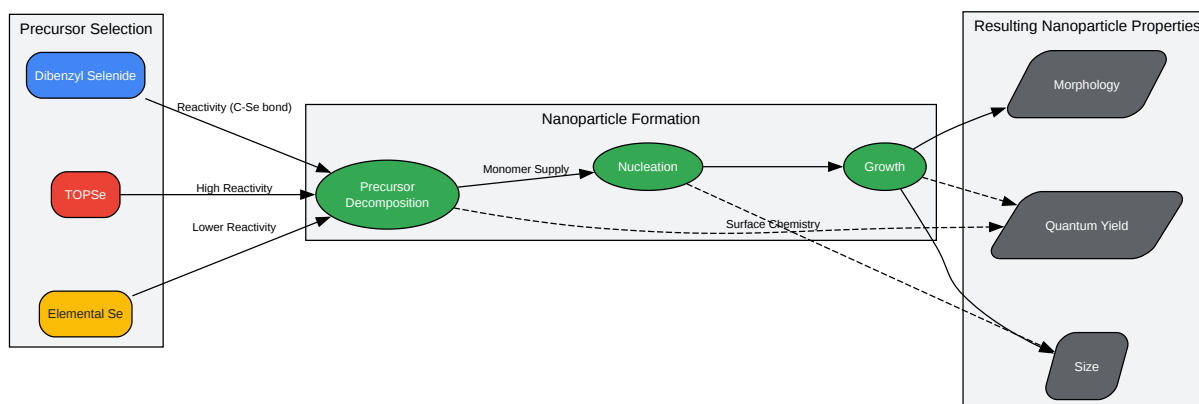 Precursor Selection
Dibenzyl Selenide
TOPSe
Elemental Se
Reactivity (C-Se bond)
High Reactivity
Lower Reactivity
Nanoparticle Formation
Precursor
Decomposition
Monomer Supply
Nucleation
Growth
Surface Chemistry
Resulting Nanoparticle Properties
Morphology
Quantum Yield
Size